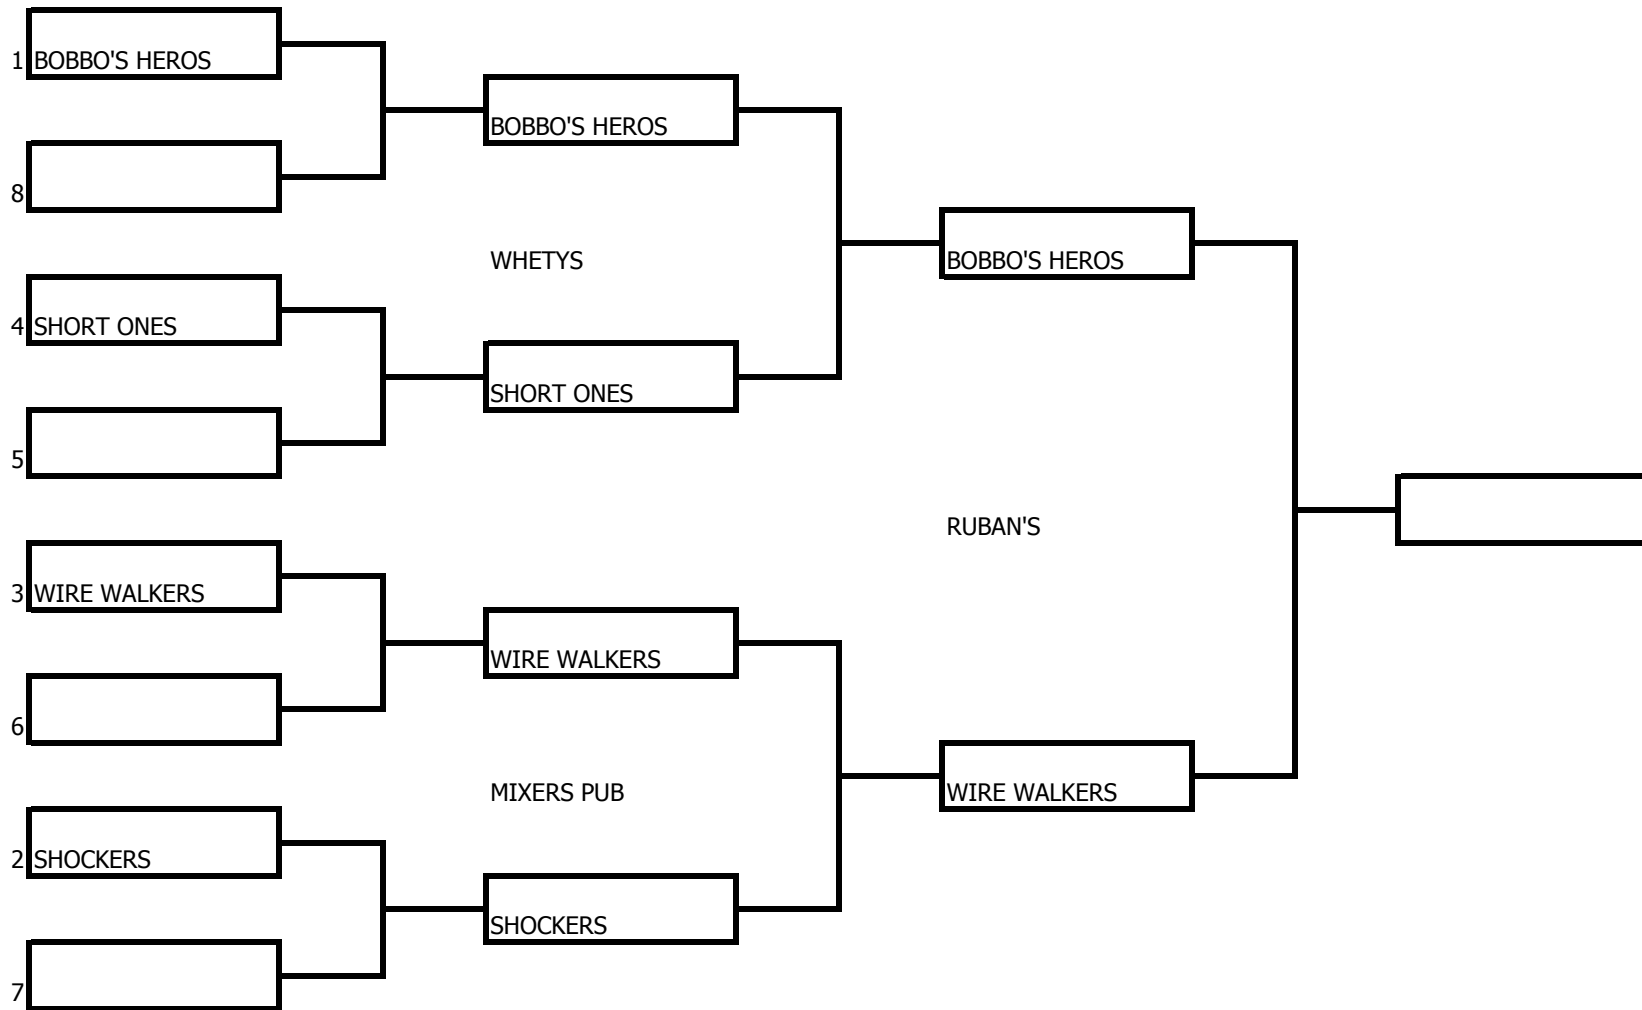 1 BOBBO'S HEROS
BOBBO'S HEROS
8
WHETYS
BOBBO'S HEROS
4 SHORT ONES
SHORT ONES
5
RUBAN'S
3 WIRE WALKERS
WIRE WALKERS
6
MIXERS PUB
WIRE WALKERS
2 SHOCKERS
SHOCKERS
7